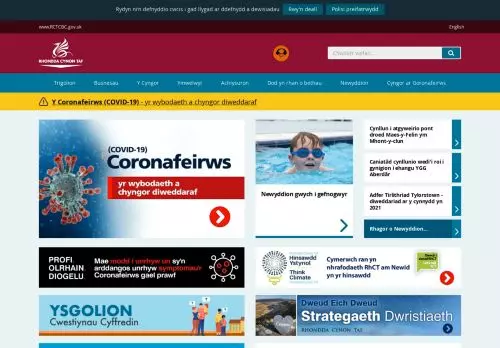 Rydyn ni'n defnyddio cwcis i gad llygad ar ddefnydd a dewisiadau
Rwy'n deall
Polisi preifatrwydd
www.RCTCBC.gov.uk
English
RHONDDA CYNON TAF
Chwilio'r wefan...
Trigolion
Busnesau
Y Cyngor
Ymwelwyr
Achlysuron
Dod yn rhan o bethau
Newyddion
Cyngor ar Goronafeirws
Y Coronafeirws (COVID-19) - yr wybodaeth a chyngor diweddaraf
(COVID-19)
Coronafeirws
yr wybodaeth a
chyngor diweddaraf
Newyddion gwych i gefnogwyr
Cynllun i atgyweirio pont
droed Maes-y-Felin ym
Mhont-y-clun
Caniatâd cynllunio wedi'i roi i
gynigion i ehangu YGG
Aberdâr
Adfer Tirlithriad Tylorstown -
diweddariad ar y cynnydd yn
2021
Rhagor o Newyddion...
PROFI
OLRHAIN
DIOGELU
Mae modd i unrhyw un sy'n
arddangos unrhyw symptomau'r
Coronafeirws gael prawf
Hinsawdd
Ystyriol
Think
Climate
Cymerwch ran yn
nhrafodaeth RhCT am Newid
yn yr hinsawdd
YSGOLION
Cwestiynau Cyffredin
Dweud Eich Dweud
Strategaeth Dwristiaeth
RHONDDA CYNON TAF